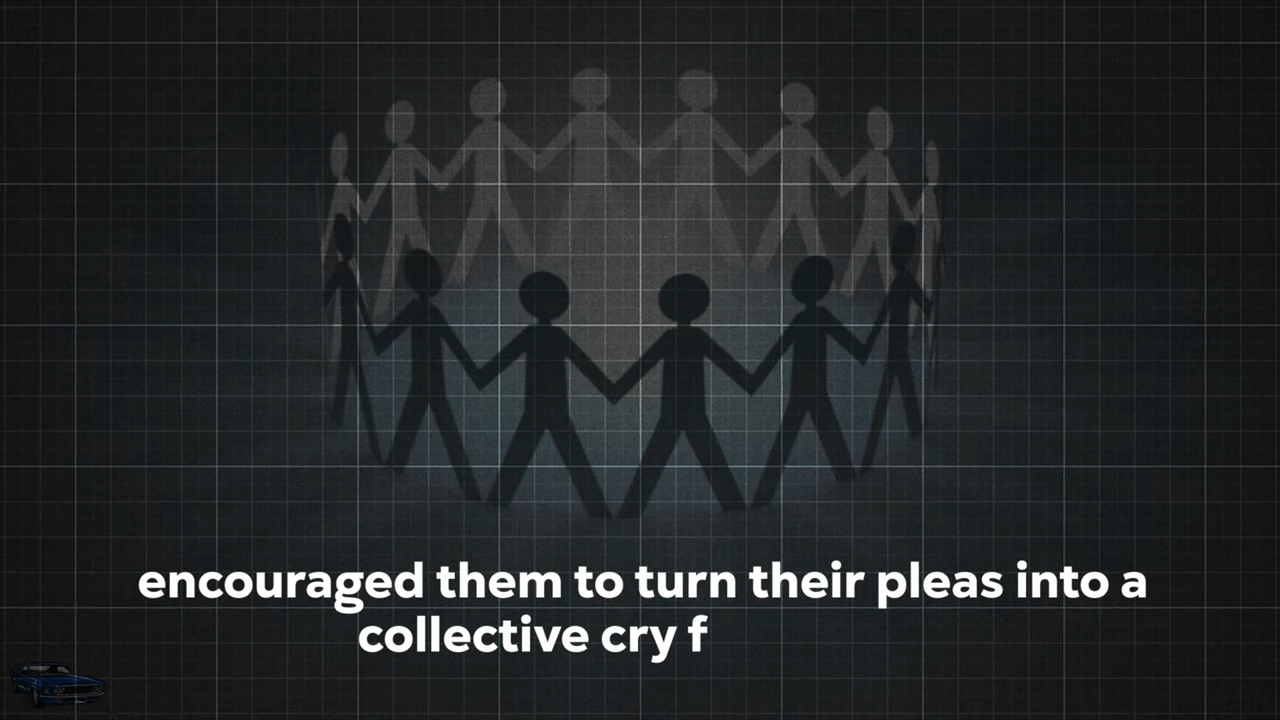 encouraged them to turn their pleas into a
collective cry f